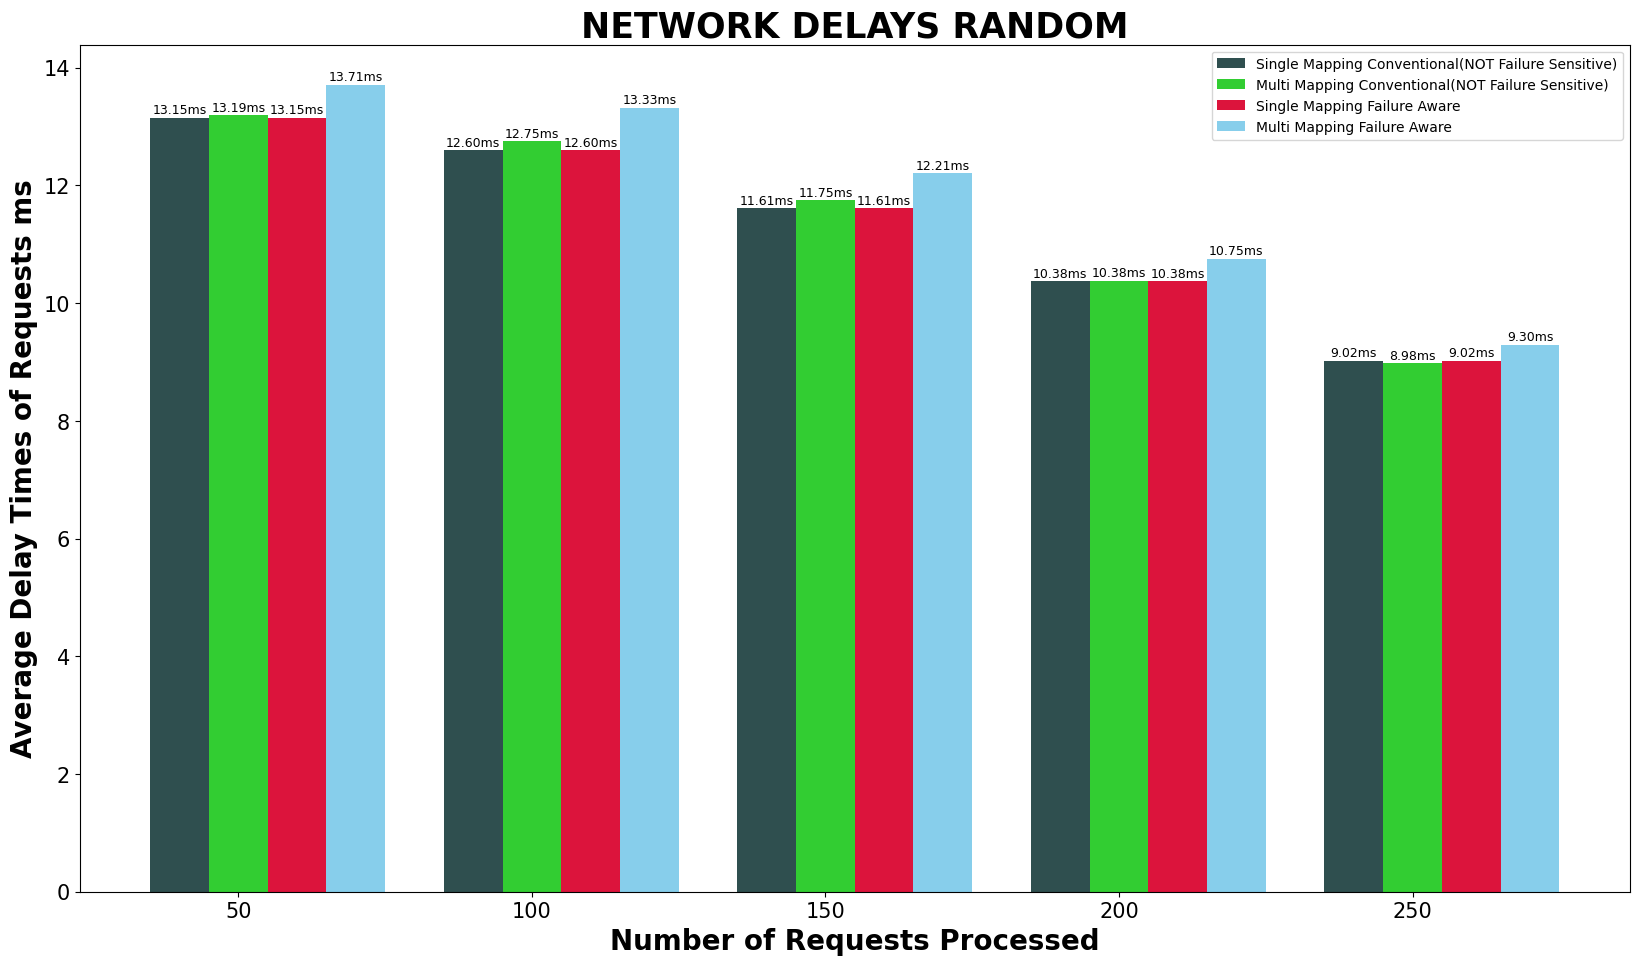 NETWORK DELAYS RANDOM
Single Mapping Conventional(NOT Failure Sensitive)
Multi Mapping Conventional(NOT Failure Sensitive)
Single Mapping Failure Aware
Multi Mapping Failure Aware
Average Delay Times of Requests ms
14
12
10
8
6
4
2
0
13.15ms 13.19ms 13.15ms 13.71ms
12.60ms 12.75ms 12.60ms 13.33ms
11.61ms 11.75ms 11.61ms 12.21ms
10.38ms 10.38ms 10.38ms 10.75ms
9.02ms 8.98ms 9.02ms 9.30ms
50 100 150 200 250
Number of Requests Processed